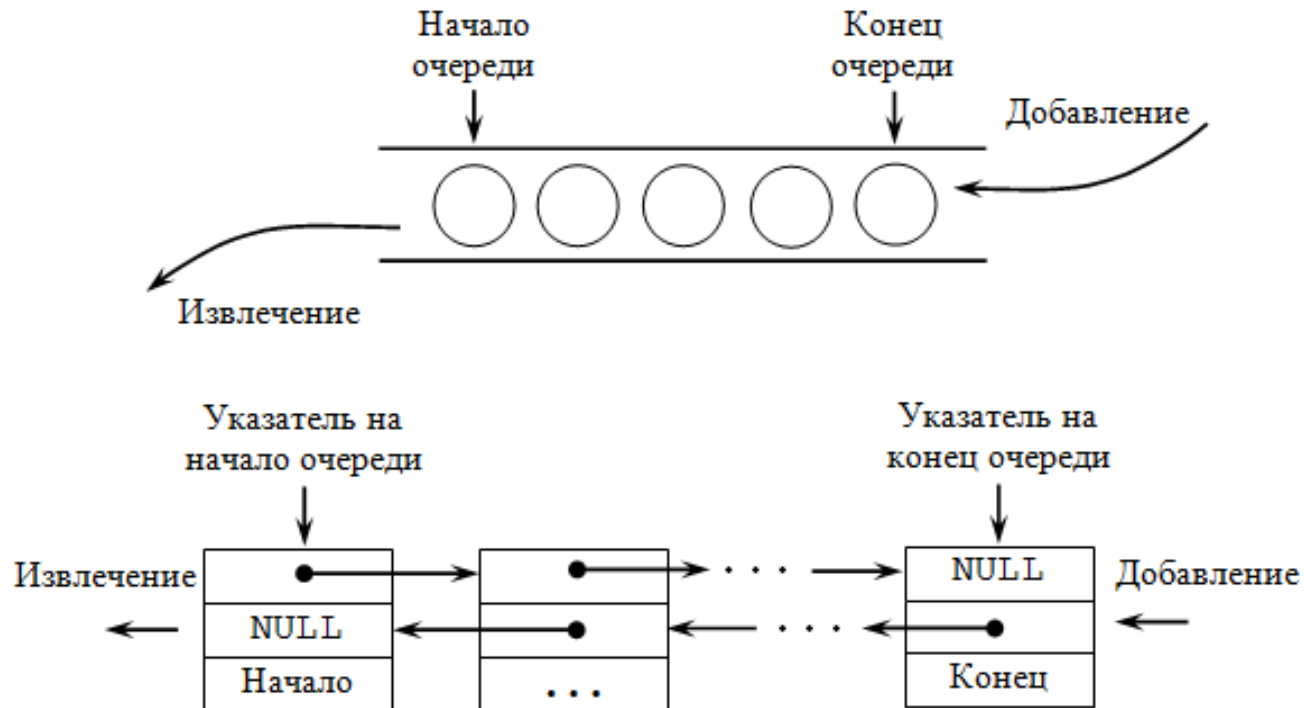 Начало
очереди
Конец
очереди
Добавление
Извлечение
Указатель на
начало очереди
Указатель на
конец очереди
Извлечение
NULL
Добавление
NULL
Начало
...
Конец